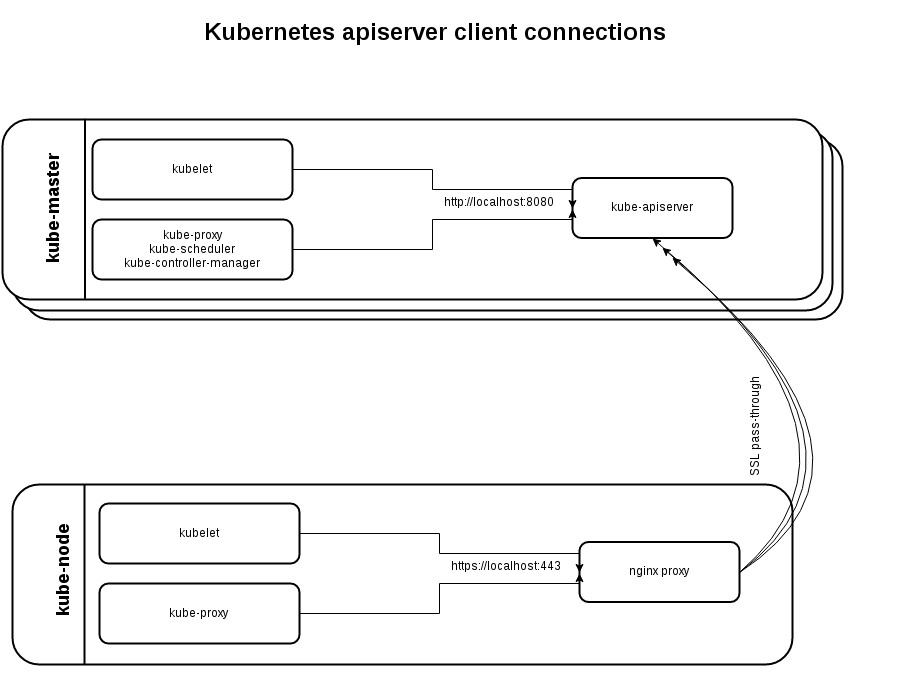 Kubernetes apiserver client connections
kube-master
kubelet
kube-proxy
kube-scheduler
kube-controller-manager
http://localhost:8080
kube-apiserver
SSL pass-through
kube-node
kubelet
kube-proxy
https://localhost:443
nginx proxy